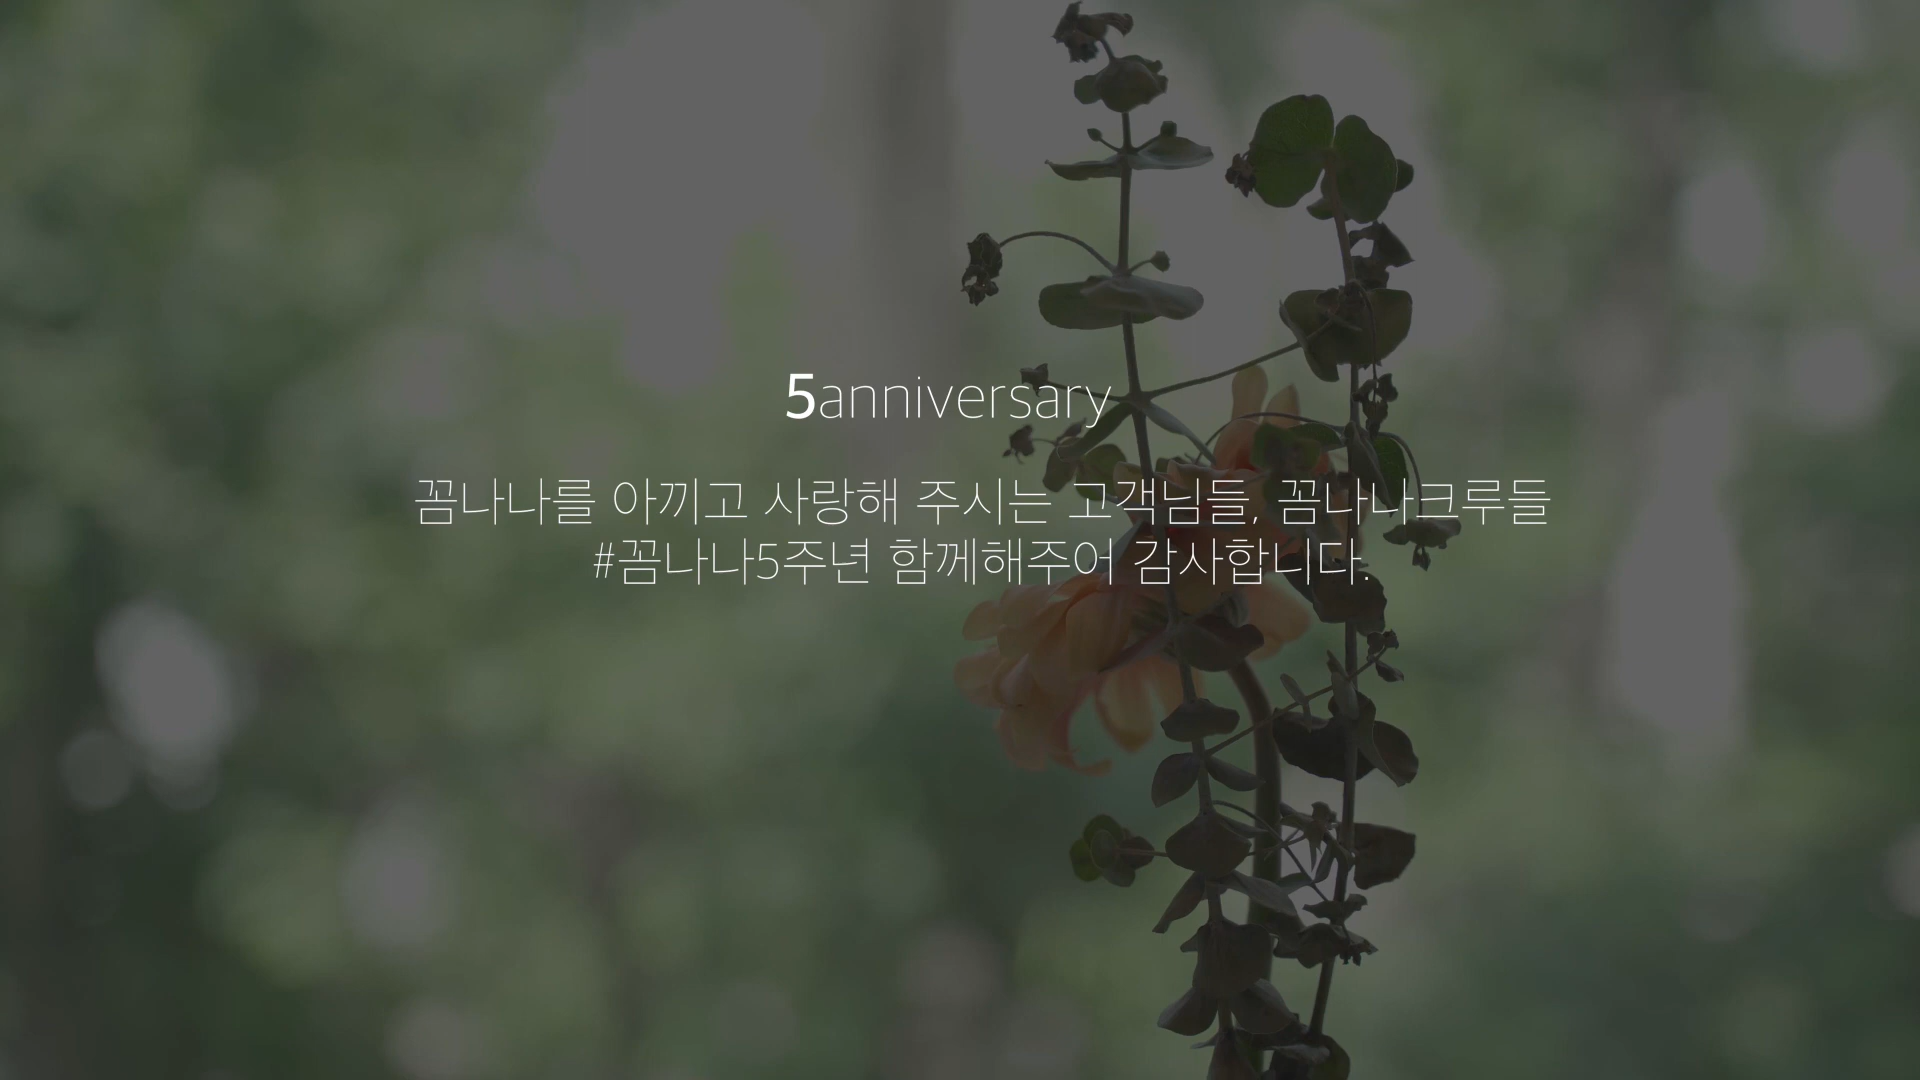 5anniversary
꼼나나를 아끼고 사랑해 주시는 고객님들, 꼼나나크루들
#꼼나나5주년 함께해주어 감사합니다.